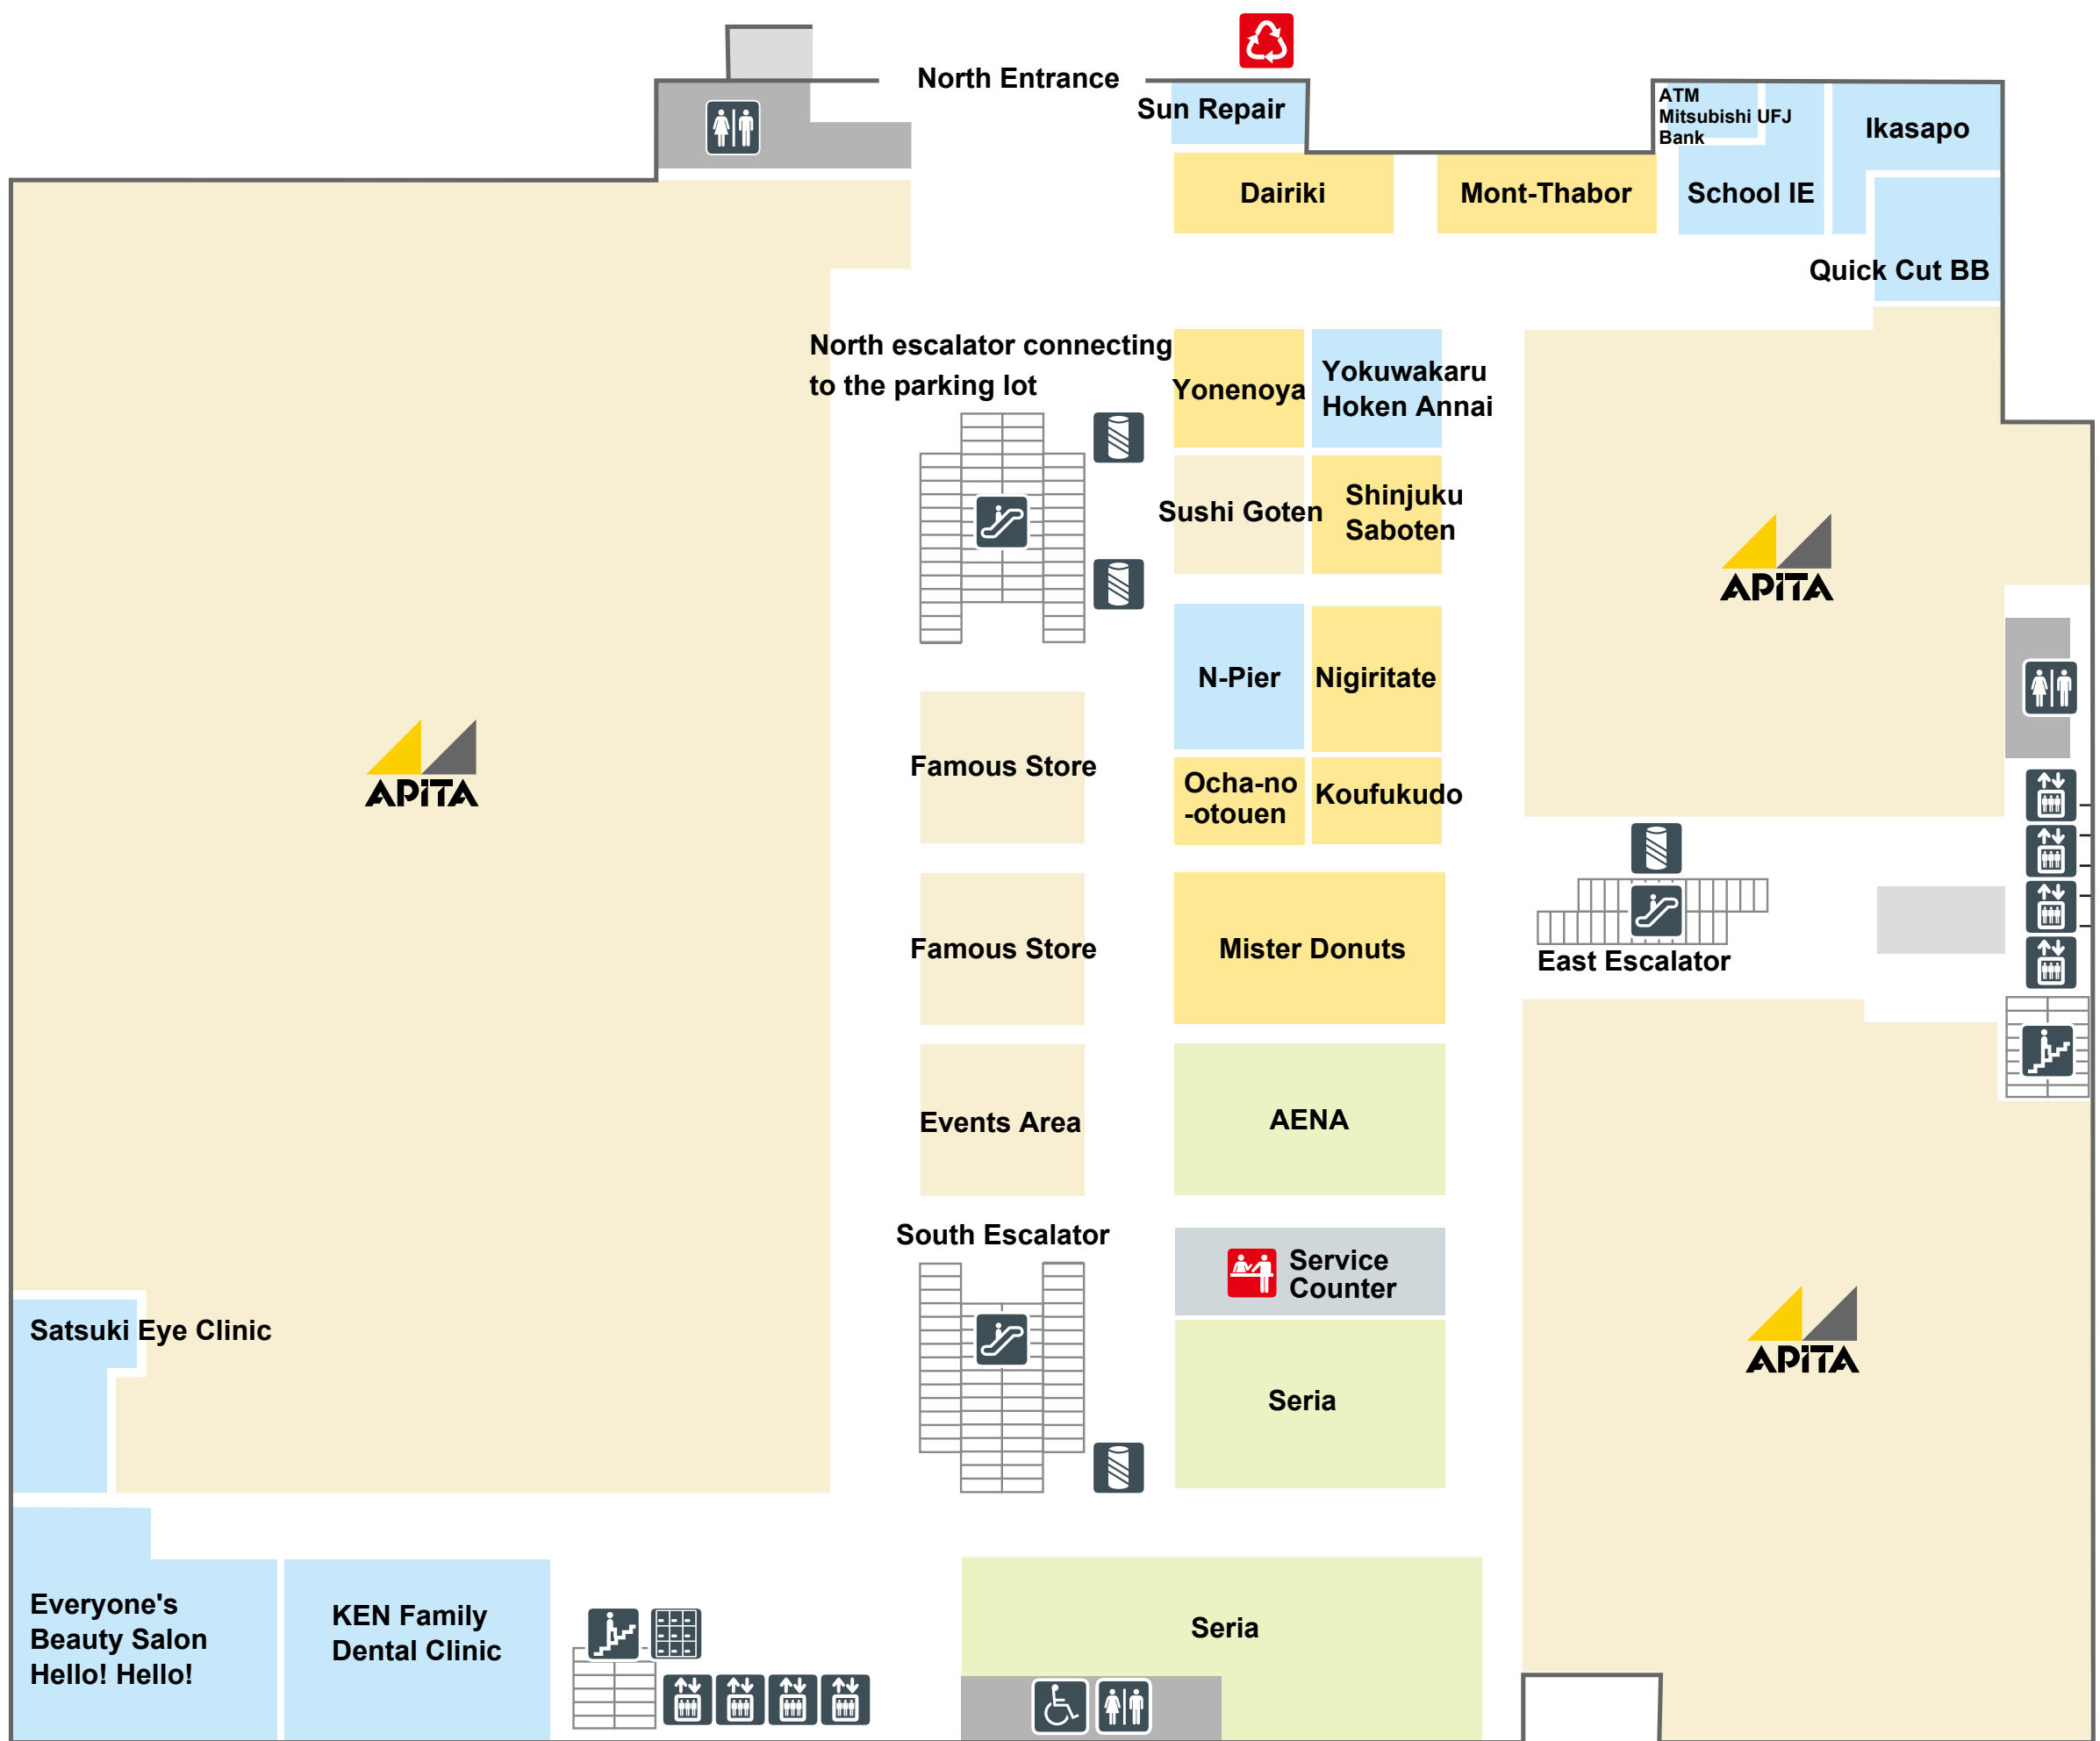 North Entrance
Sun Repair
ATM
Mitsubishi UFJ
Bank
Ikasapo
Dairiki
Mont-Thabor
School IE
Quick Cut BB
North escalator connecting
to the parking lot
Yonenoya
Yokuwakaru
Hoken Annai
Sushi Goten
Shinjuku
Saboten
APiTA
N-Pier
Nigiritate
APiTA
Famous Store
Ocha-no
-otouen
Koufukudo
Famous Store
Mister Donuts
East Escalator
Events Area
AENA
South Escalator
Service
Counter
Satsuki Eye Clinic
APiTA
Seria
Everyone's
Beauty Salon
Hello! Hello!
KEN Family
Dental Clinic
Seria